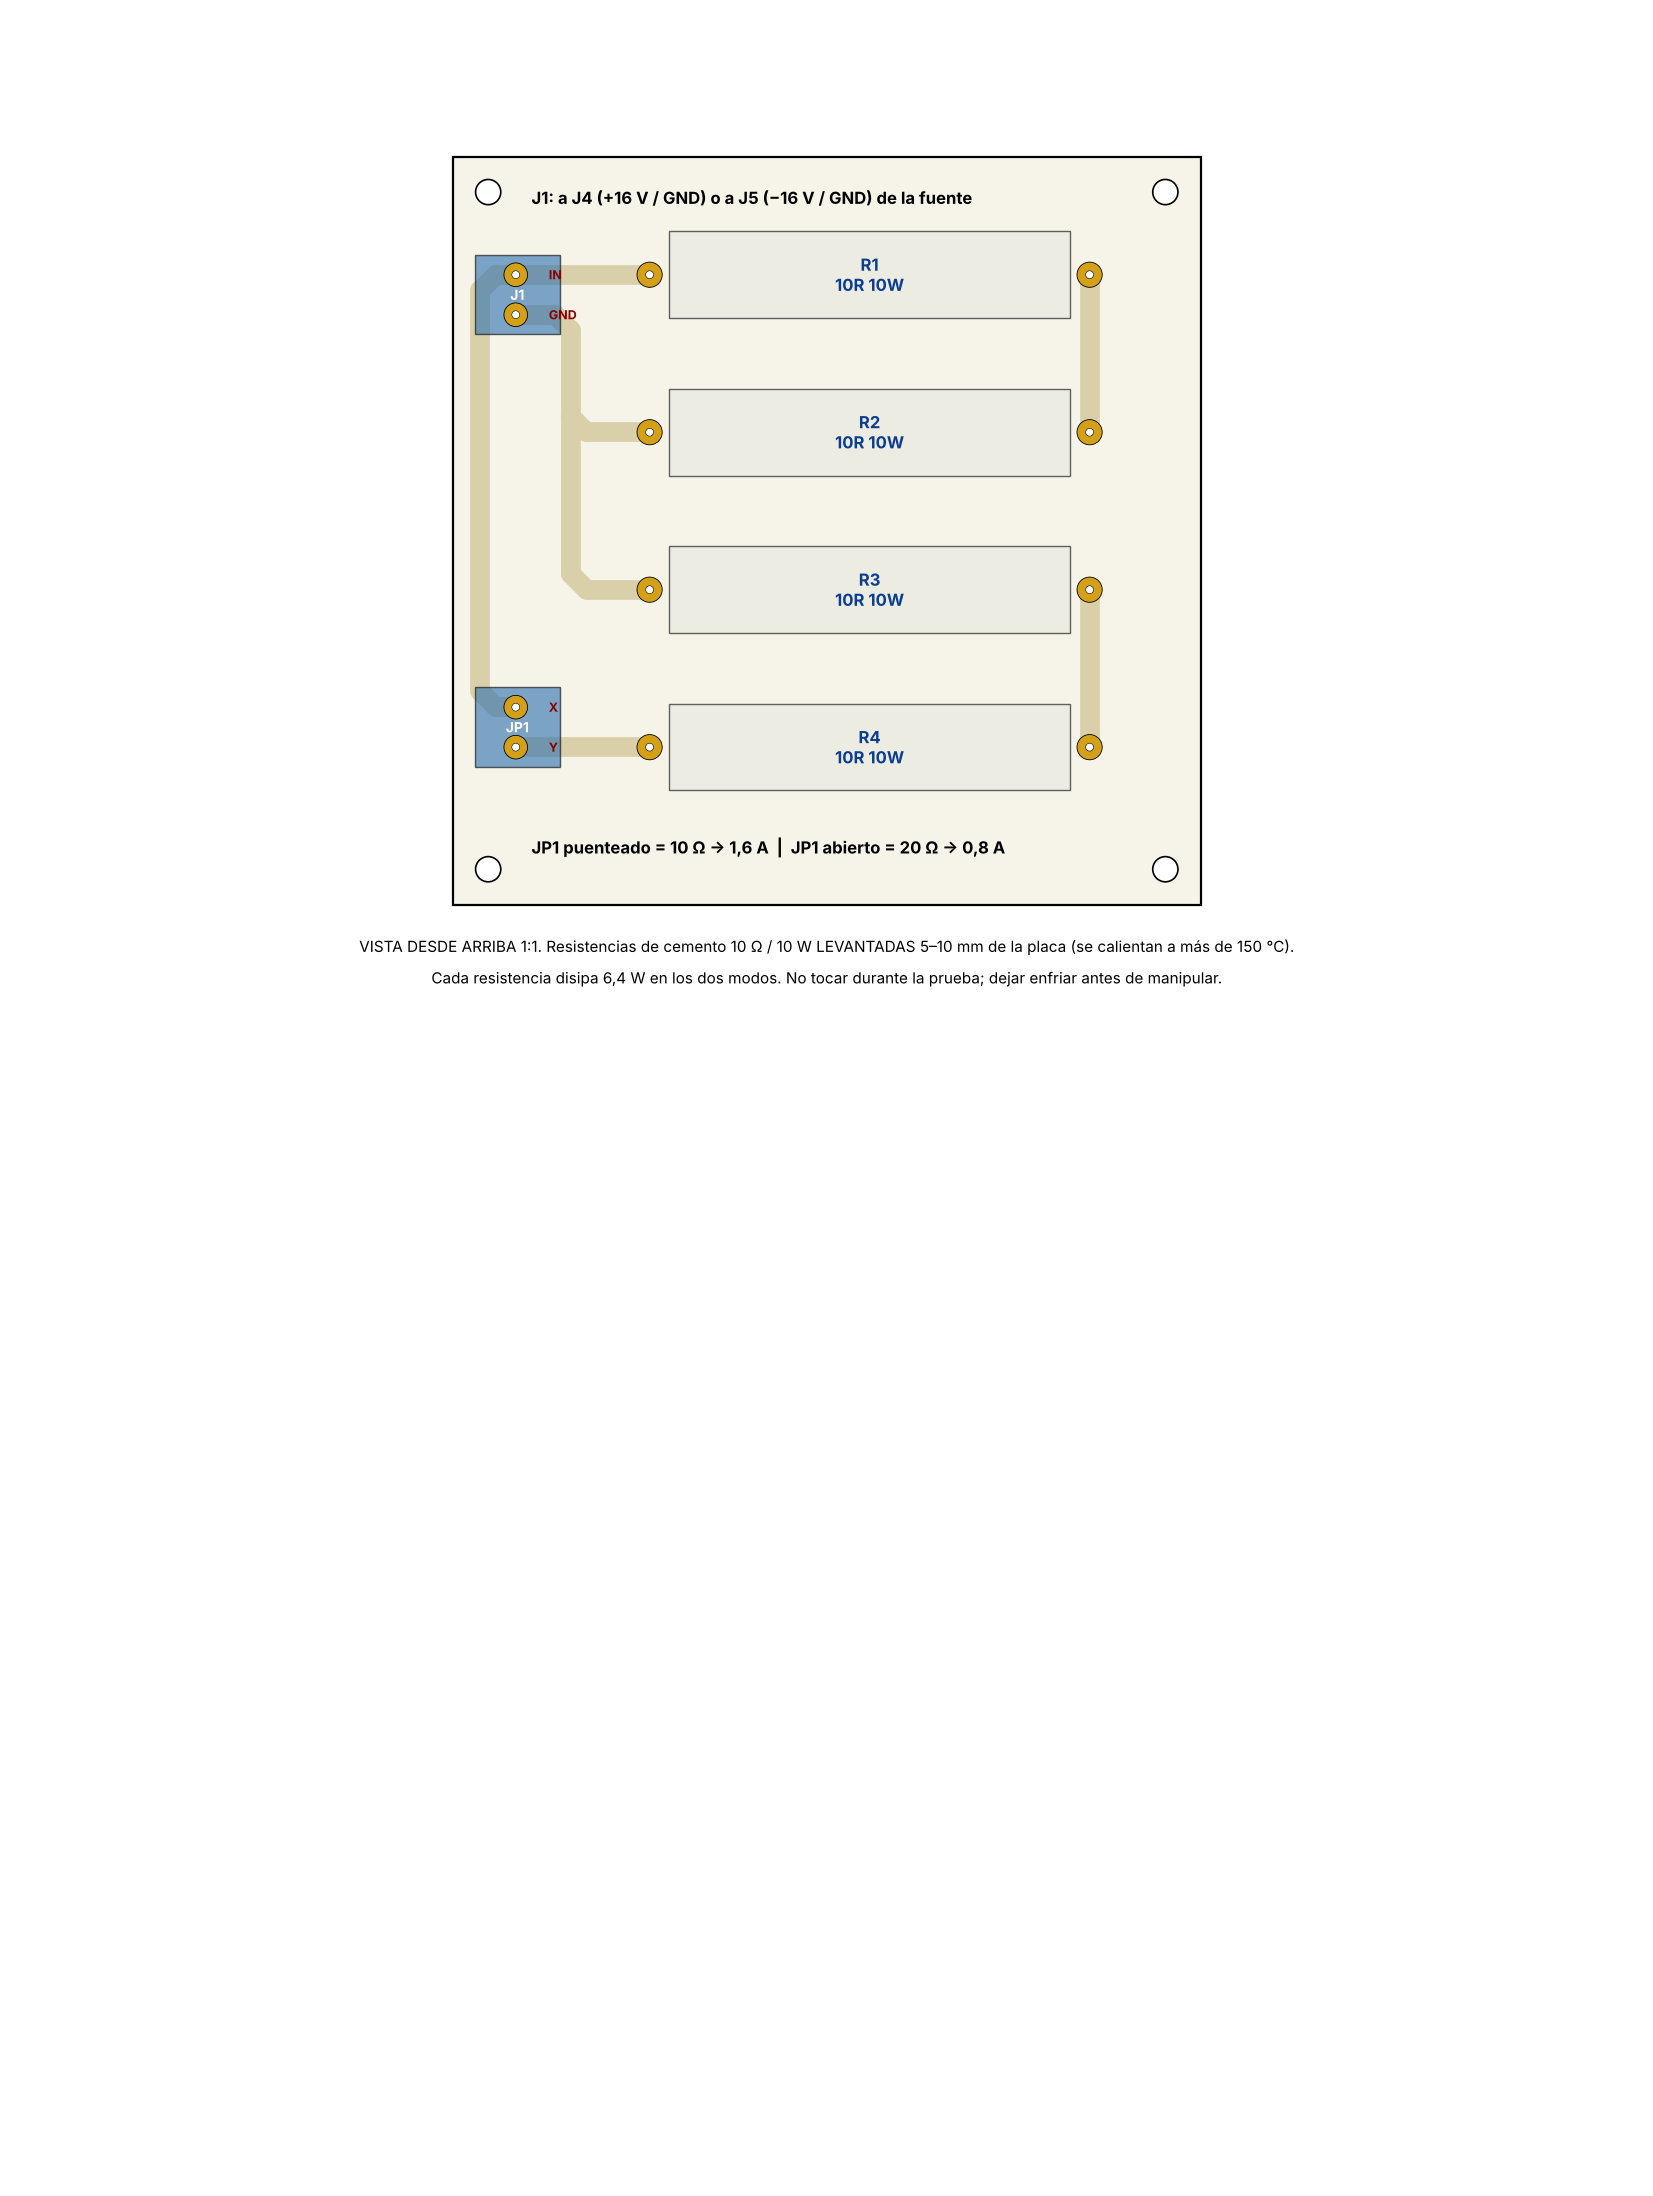 J1: a J4 (+16 V / GND) o a J5 (−16 V / GND) de la fuente
R1
10R 10W
IN
J1
GND
R2
10R 10W
R3
10R 10W
X
JP1
Y
R4
10R 10W
JP1 puenteado = 10 Ω → 1,6 A | JP1 abierto = 20 Ω → 0,8 A
VISTA DESDE ARRIBA 1:1. Resistencias de cemento 10 Ω / 10 W LEVANTADAS 5–10 mm de la placa (se calientan a más de 150 °C).
Cada resistencia disipa 6,4 W en los dos modos. No tocar durante la prueba; dejar enfriar antes de manipular.